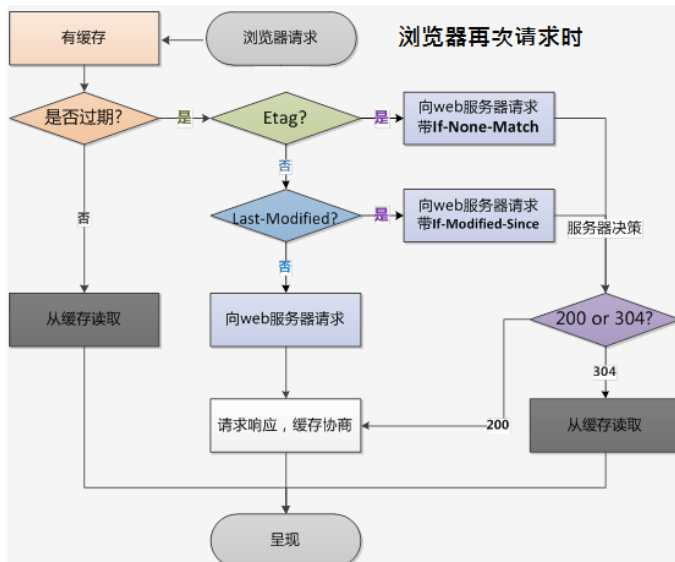 有缓存
浏览器请求
浏览器再次请求时
是否过期?
是
Etag?
是
向web服务器请求
带If-None-Match
否
否
Last-Modified?
是
向web服务器请求
带If-Modified-Since
服务器决策
否
从缓存读取
向web服务器请求
200 or 304?
304
请求响应，缓存协商
200
从缓存读取
呈现